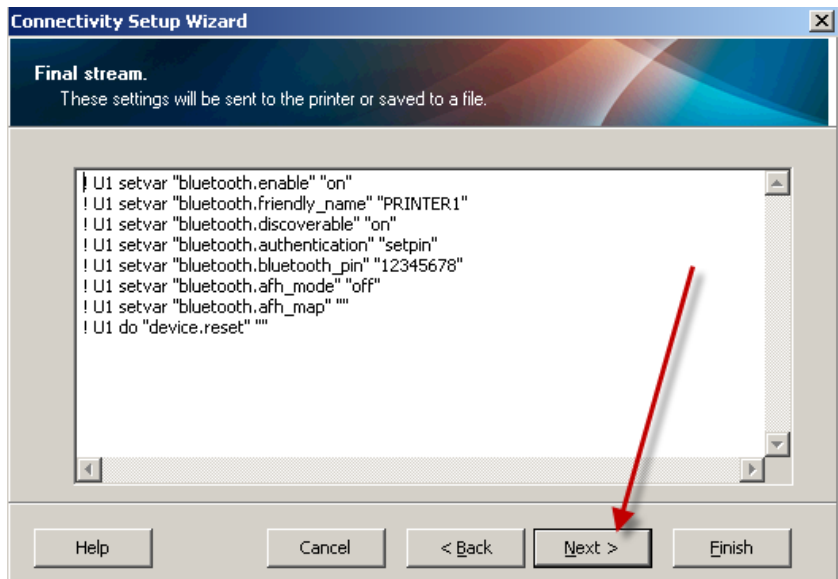 Connectivity Setup Wizard
Final stream.
These settings will be sent to the printer or saved to a file.
! U1 setvar "bluetooth.enable" "on"
! U1 setvar "bluetooth.friendly_name" "PRINTER1"
! U1 setvar "bluetooth.discoverable" "on"
! U1 setvar "bluetooth.authentication" "setpin"
! U1 setvar "bluetooth.bluetooth_pin" "12345678"
! U1 setvar "bluetooth.afh_mode" "off"
! U1 setvar "bluetooth.afh_map" ""
! U1 do "device.reset" ""
Help Cancel < Back Next > Finish